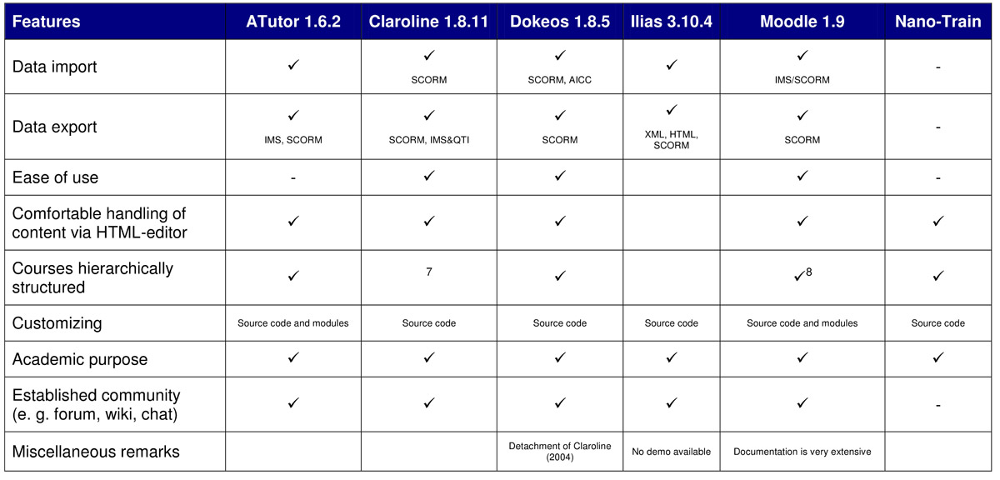 Features ATutor 1.6.2 Claroline 1.8.11 Dokeos 1.8.5 Ilias 3.10.4 Moodle 1.9 Nano-Train
Data import ✓ ✓ ✓ ✓ ✓ -
SCORM SCORM, AICC IMS/SCORM
Data export ✓ ✓ ✓ ✓ ✓ -
IMS, SCORM SCORM, IMS&QTI SCORM XML, HTML, SCORM
SCORM
Ease of use - ✓ ✓ ✓ -
Comfortable handling of
content via HTML-editor ✓ ✓ ✓ ✓ ✓
Courses hierarchically
structured ✓ 7 ✓ ✓8 ✓
Customizing Source code and modules Source code Source code Source code Source code and modules Source code
Academic purpose ✓ ✓ ✓ ✓ ✓ ✓
Established community
(e. g. forum, wiki, chat) ✓ ✓ ✓ ✓ ✓ -
Miscellaneous remarks Detachment of Claroline No demo available Documentation is very extensive
(2004)